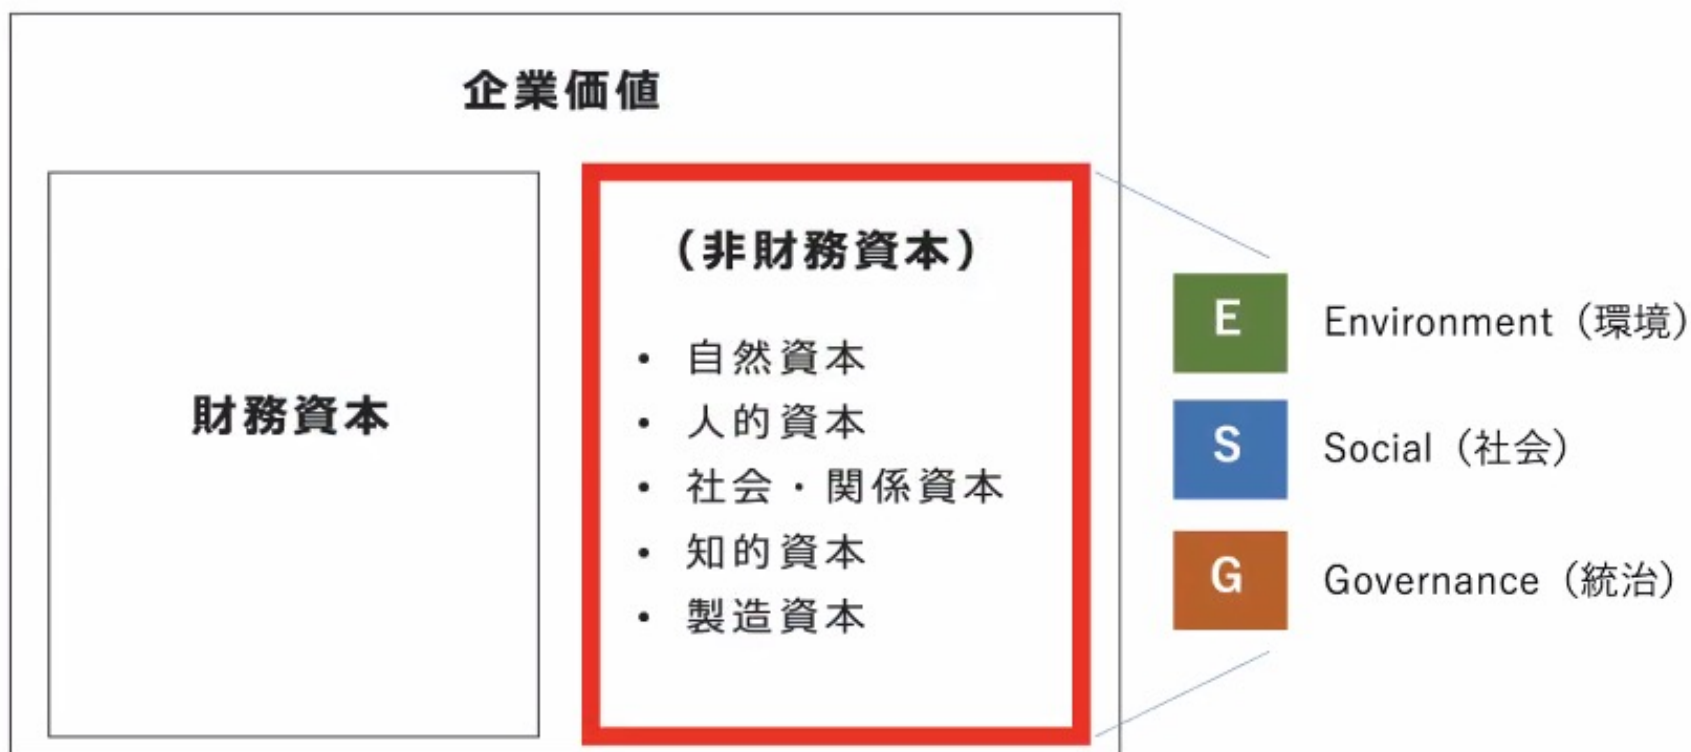 企業価値
財務資本
（非財務資本）
• 自然資本
• 人的資本
• 社会・関係資本
• 知的資本
• 製造資本
E Environment（環境）
S Social（社会）
G Governance（統治）